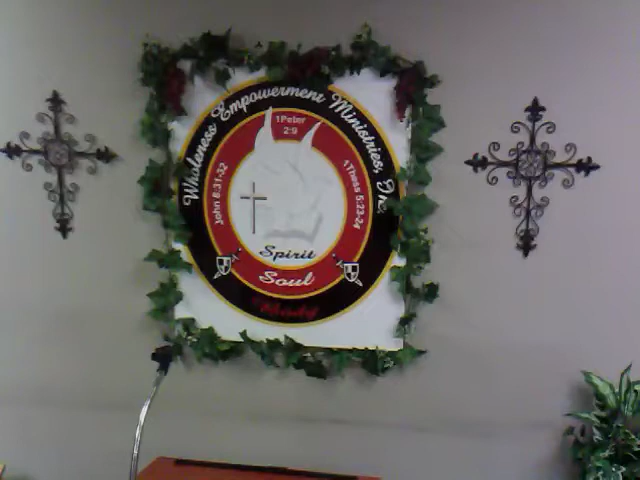 Wholeness Empowerment Ministries, Inc.
1Peter
2:9
John 8:31-32
1Thess 5:23-24
Spirit
Soul
Body